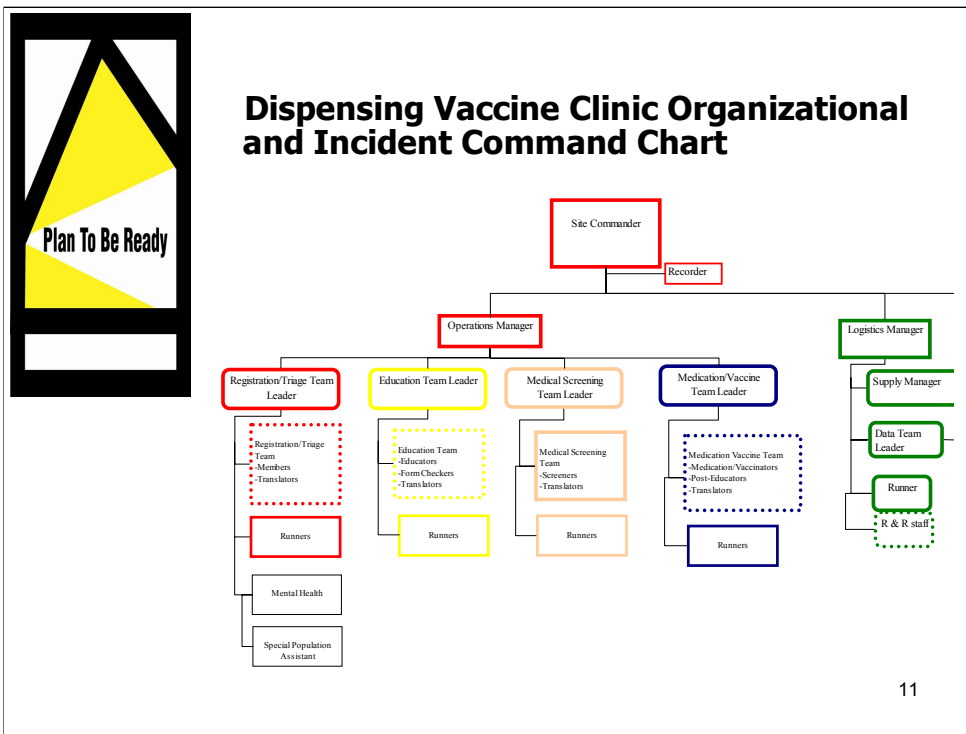 Plan To Be Ready
Dispensing Vaccine Clinic Organizational
and Incident Command Chart
Site Commander
Recorder
Operations Manager
Logistics Manager
Registration/Triage Team
Leader
Education Team Leader
Medical Screening
Team Leader
Medication/Vaccine
Team Leader
Supply Manager
Data Team
Leader
Runner
R & R staff
Registration/Triage
Team
-Members
-Translators
Education Team
-Educators
-Form Checkers
-Translators
Medical Screening
Team
-Screeners
-Translators
Medication Vaccine Team
-Medication/Vaccinators
-Post-Educators
-Translators
Runners
Runners
Runners
Runners
Mental Health
Special Population
Assistant
11